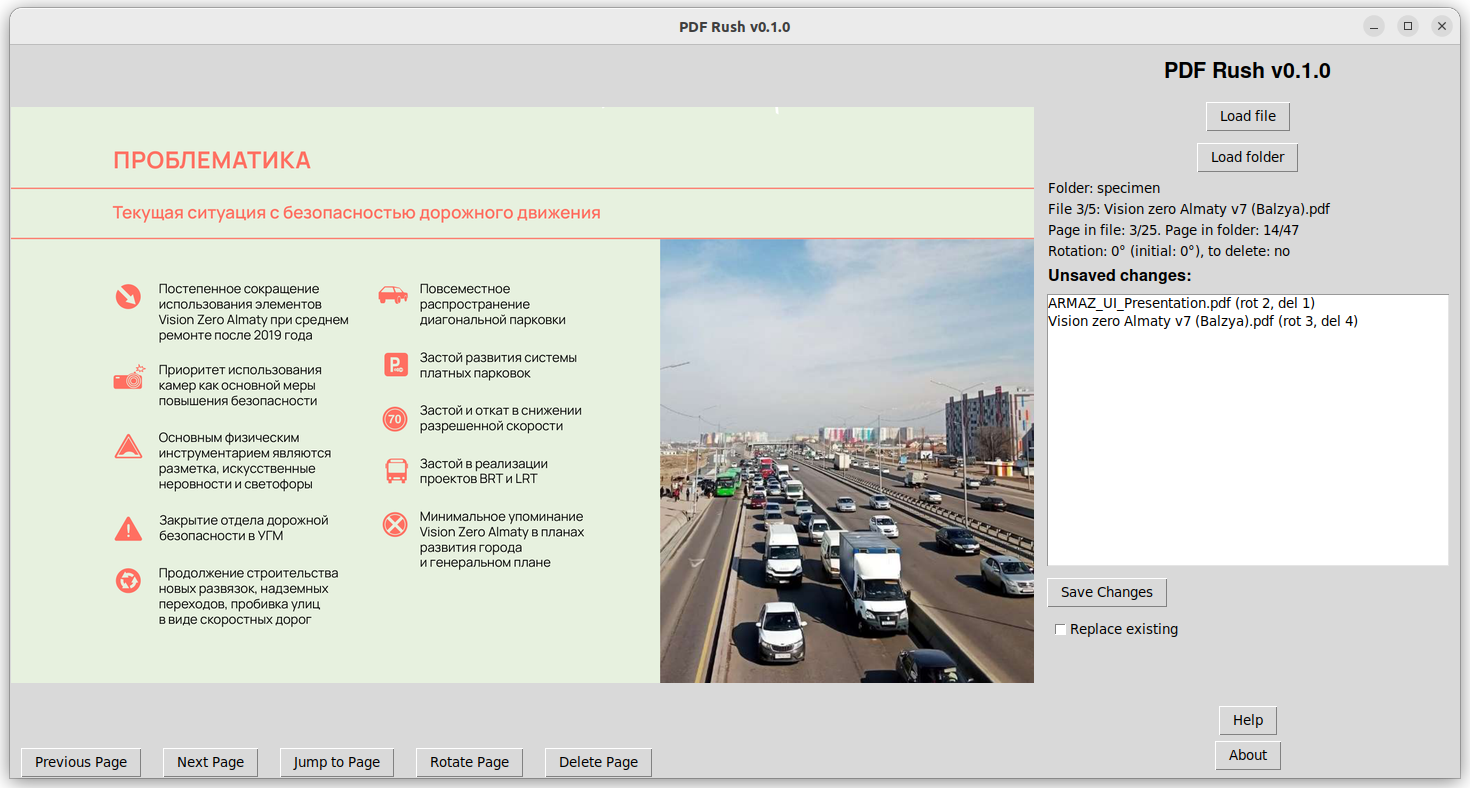 PDF Rush v0.1.0
ПРОБЛЕМАТИКА
Текущая ситуация с безопасностью дорожного движения
Постепенное сокращение
использования элементов
Vision Zero Almaty при среднем
ремонте после 2019 года
Приоритет использования
камер как основной меры
повышения безопасности
Основным физическим
инструментарием являются
разметка, искусственные
неровности и светофоры
Закрытие отдела дорожной
безопасности в УГМ
Продолжение строительства
новых развязок, надземных
переходов, пробивка улиц
в виде скоростных дорог
Повсеместное
распространение
диагональной парковки
P
Застой развития системы
платных парковок
70
Застой и откат в снижении
разрешенной скорости
Застой в реализации
проектов BRT и LRT
Минимальное упоминание
Vision Zero Almaty в планах
развития города
и генеральном плане
Previous Page
Next Page
Jump to Page
Rotate Page
Delete Page
PDF Rush v0.1.0
Load file
Load folder
Folder: specimen
File 3/5: Vision zero Almaty v7 (Balzya).pdf
Page in file: 3/25. Page in folder: 14/47
Rotation: 0° (initial: 0°), to delete: no
Unsaved changes:
ARMAZ_UI_Presentation.pdf (rot 2, del 1)
Vision zero Almaty v7 (Balzya).pdf (rot 3, del 4)
Save Changes
Replace existing
Help
About